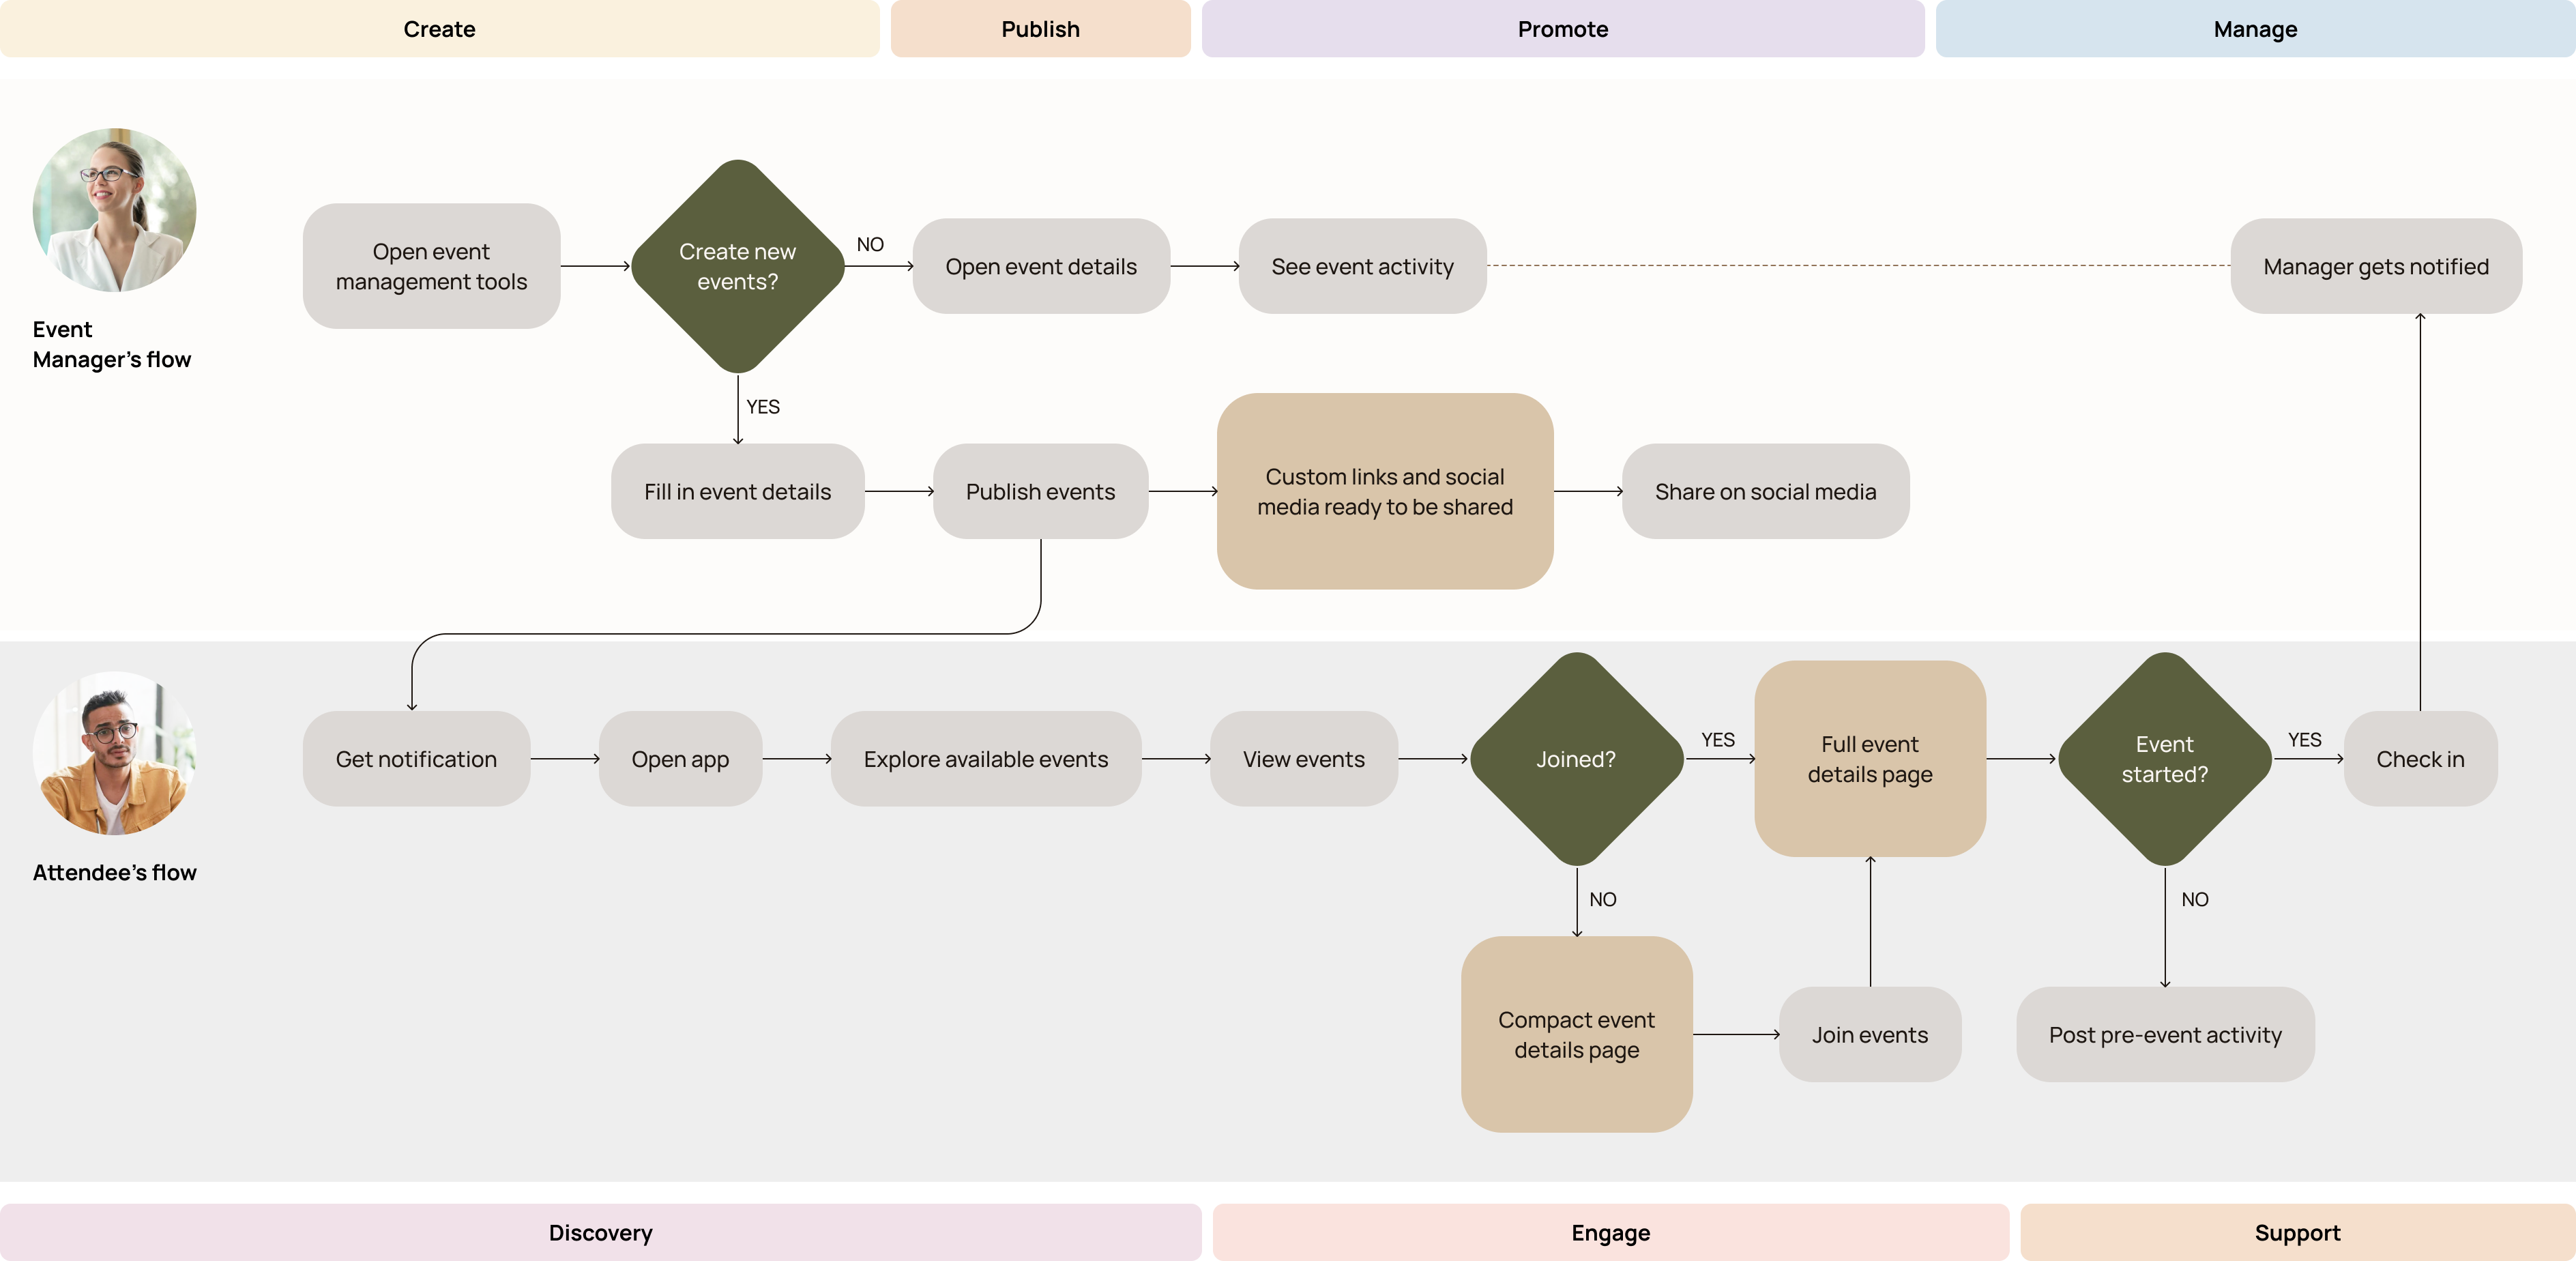 Create
Publish
Promote
Manage
Event
Manager's flow
Open event
management tools
Create new
events?
NO
Open event details
See event activity
Manager gets notified
YES
Fill in event details
Publish events
Custom links and social
media ready to be shared
Share on social media
Attendee's flow
Get notification
Open app
Explore available events
View events
Joined?
YES
Full event
details page
Event
started?
YES
Check in
NO
NO
Compact event
details page
Join events
Post pre-event activity
Discovery
Engage
Support